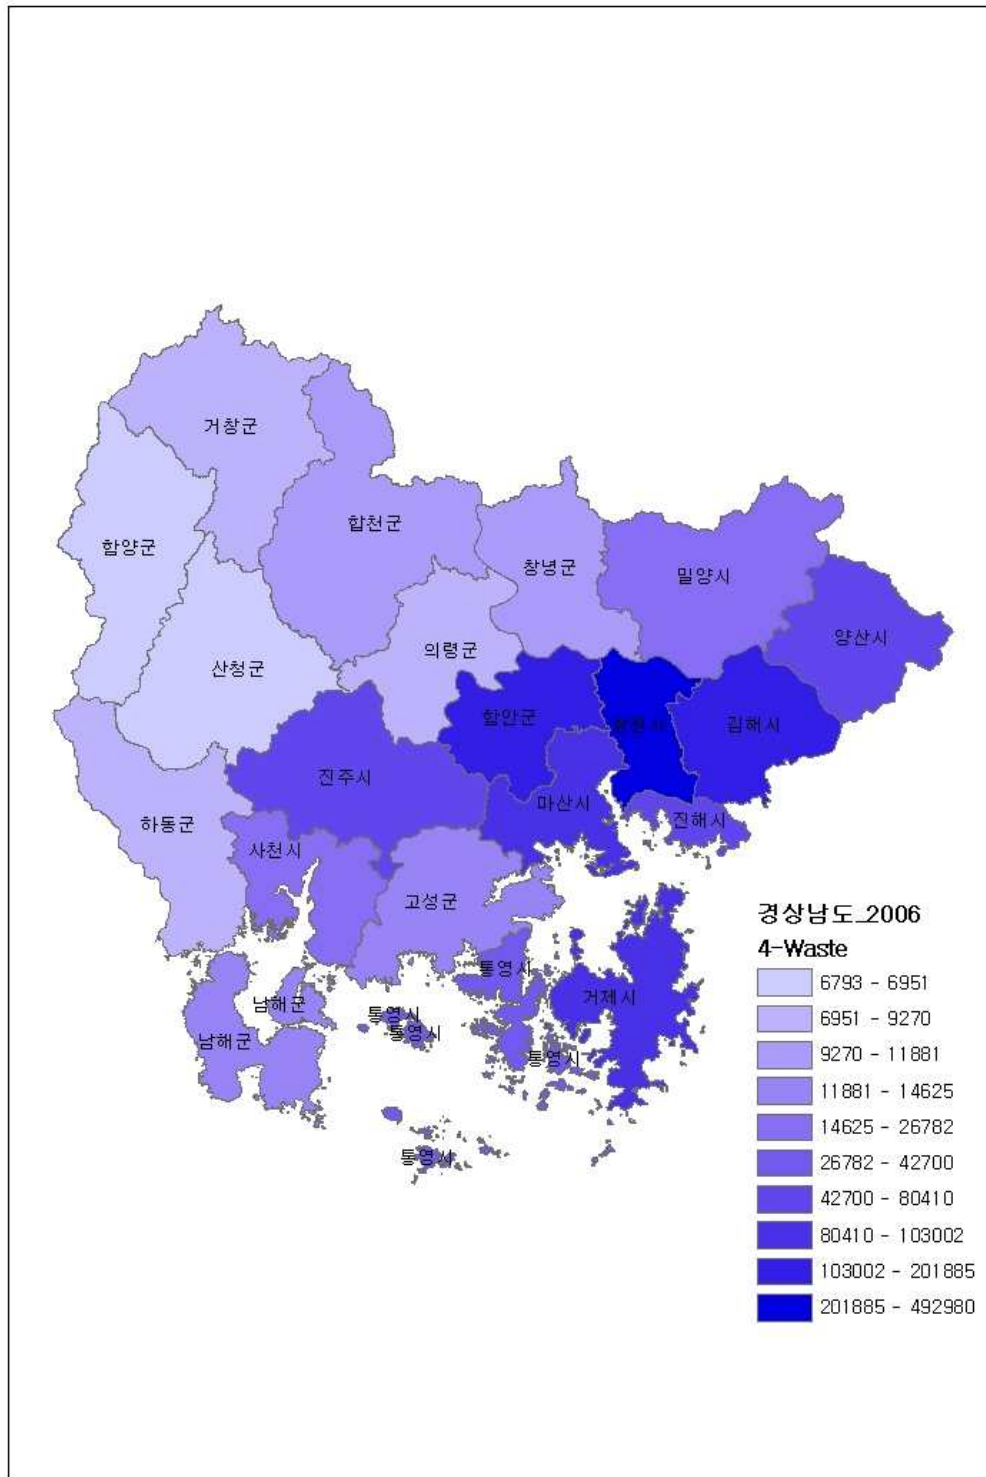 거창군
합천군
함양군
창녕군
밀양시
양산시
의령군
산청군
함안군
창원시
김해시
진주시
마산시
진해시
하동군
사천시
고성군
통영시
거제시
남해군
통영시
통영시
남해군
통영시
통영시
경상남도_2006
4-Waste
6793 - 6951
6951 - 9270
9270 - 11881
11881 - 14625
14625 - 26782
26782 - 42700
42700 - 80410
80410 - 103002
103002 - 201885
201885 - 492980